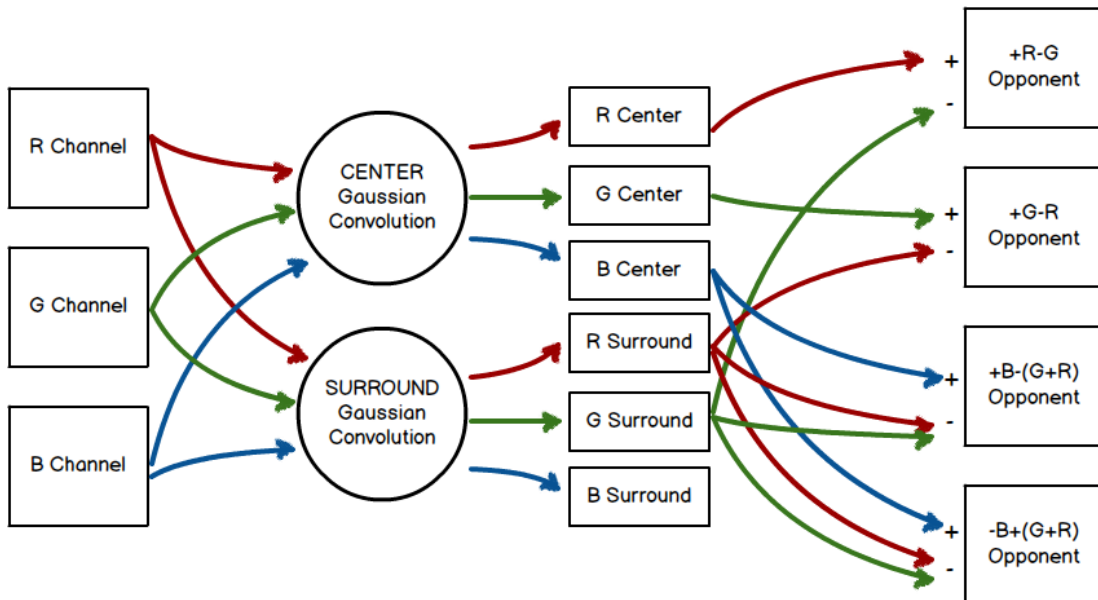 R Channel
G Channel
B Channel
CENTER
Gaussian
Convolution
SURROUND
Gaussian
Convolution
R Center
G Center
B Center
R Surround
G Surround
B Surround
+
-
+R-G
Opponent
+
-
+G-R
Opponent
+
-
+B-(G+R)
Opponent
+
-
-B+(G+R)
Opponent